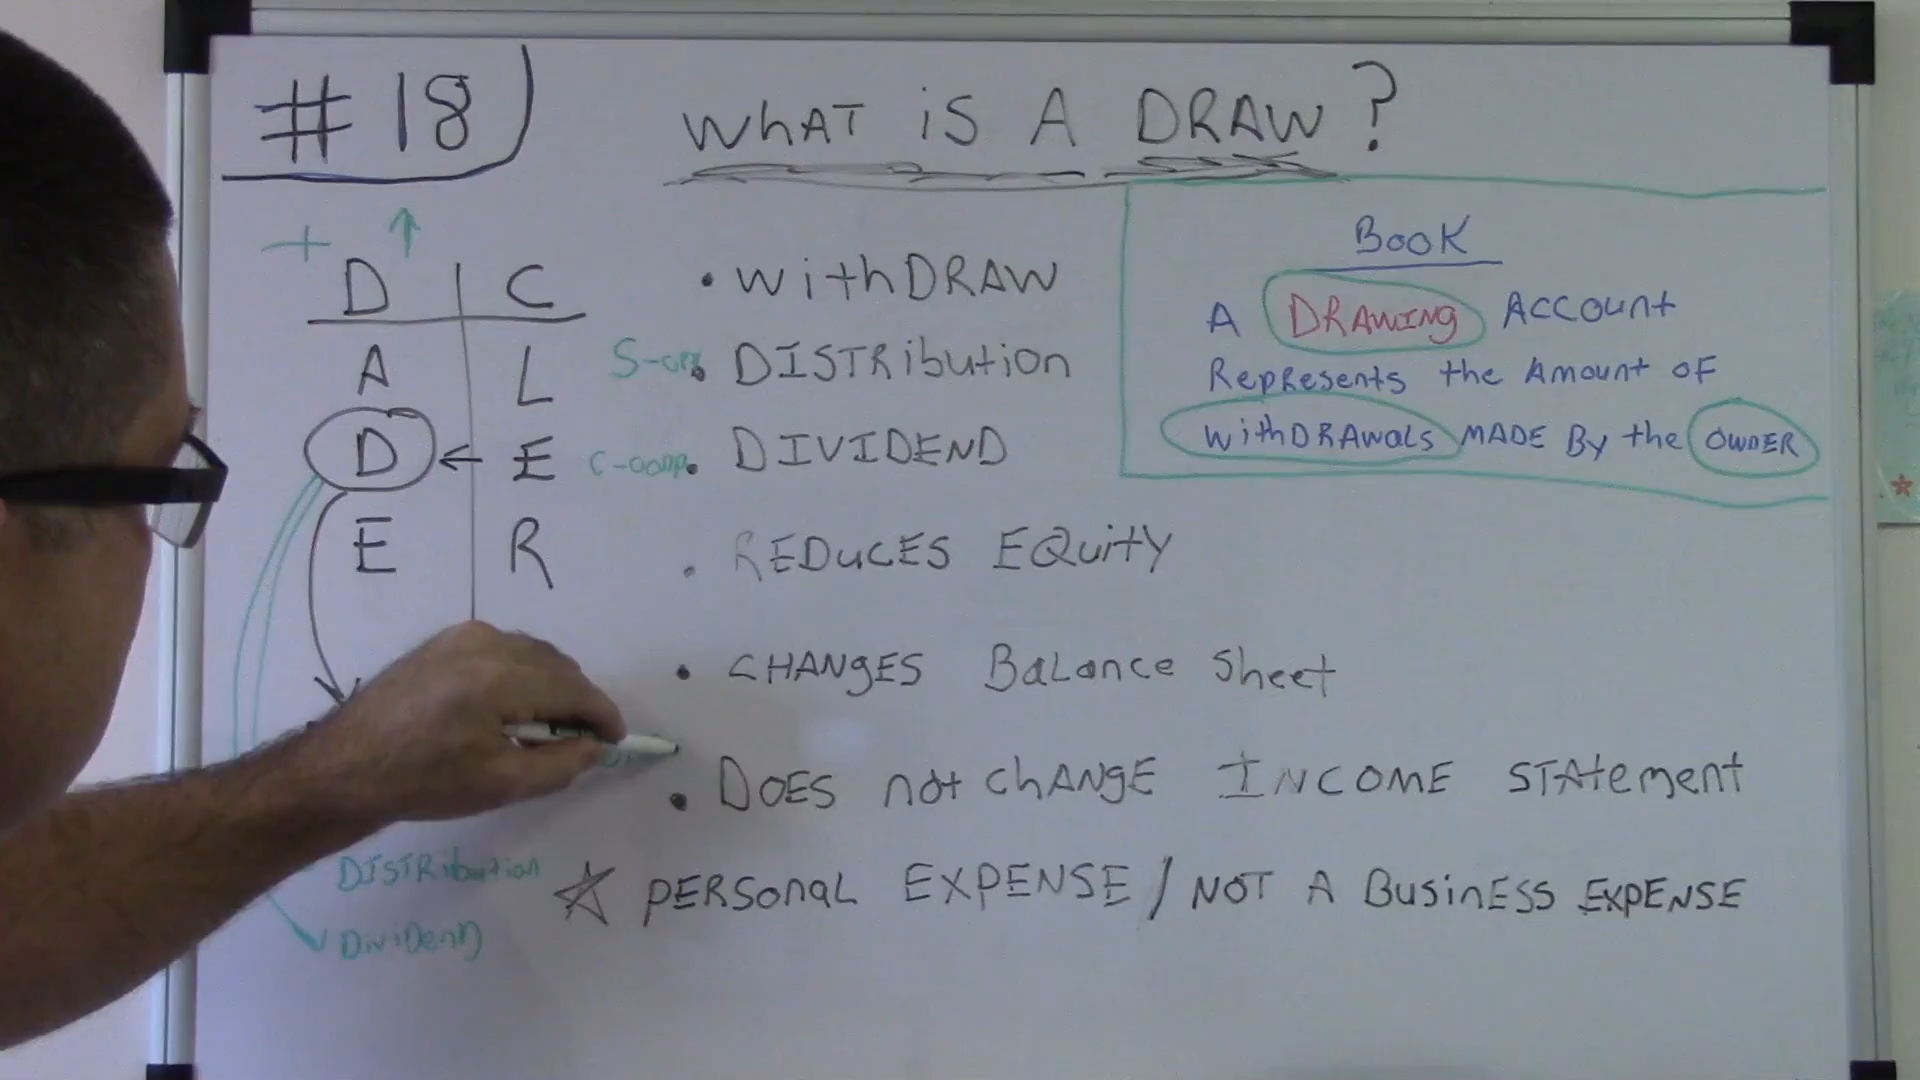 #18
WhAT iS A DRAW?
+ ↑
D C
A L
D ← E
E R
• WithDRAW
S-corp • DISTRibution
C-corp • DIVIDEND
• REDuCES EQuity
• CHANgES BaLance Sheet
• DOES not ChANGE INCOME STATement
☆ PERSonaL EXPENSE / NOT A BuSinESS EXPENSE
DISTRibution
DiviDenD
BooK
A DRAWING ACCount
RepResents the Amount OF
WithDRAWals MADE By the OWNER